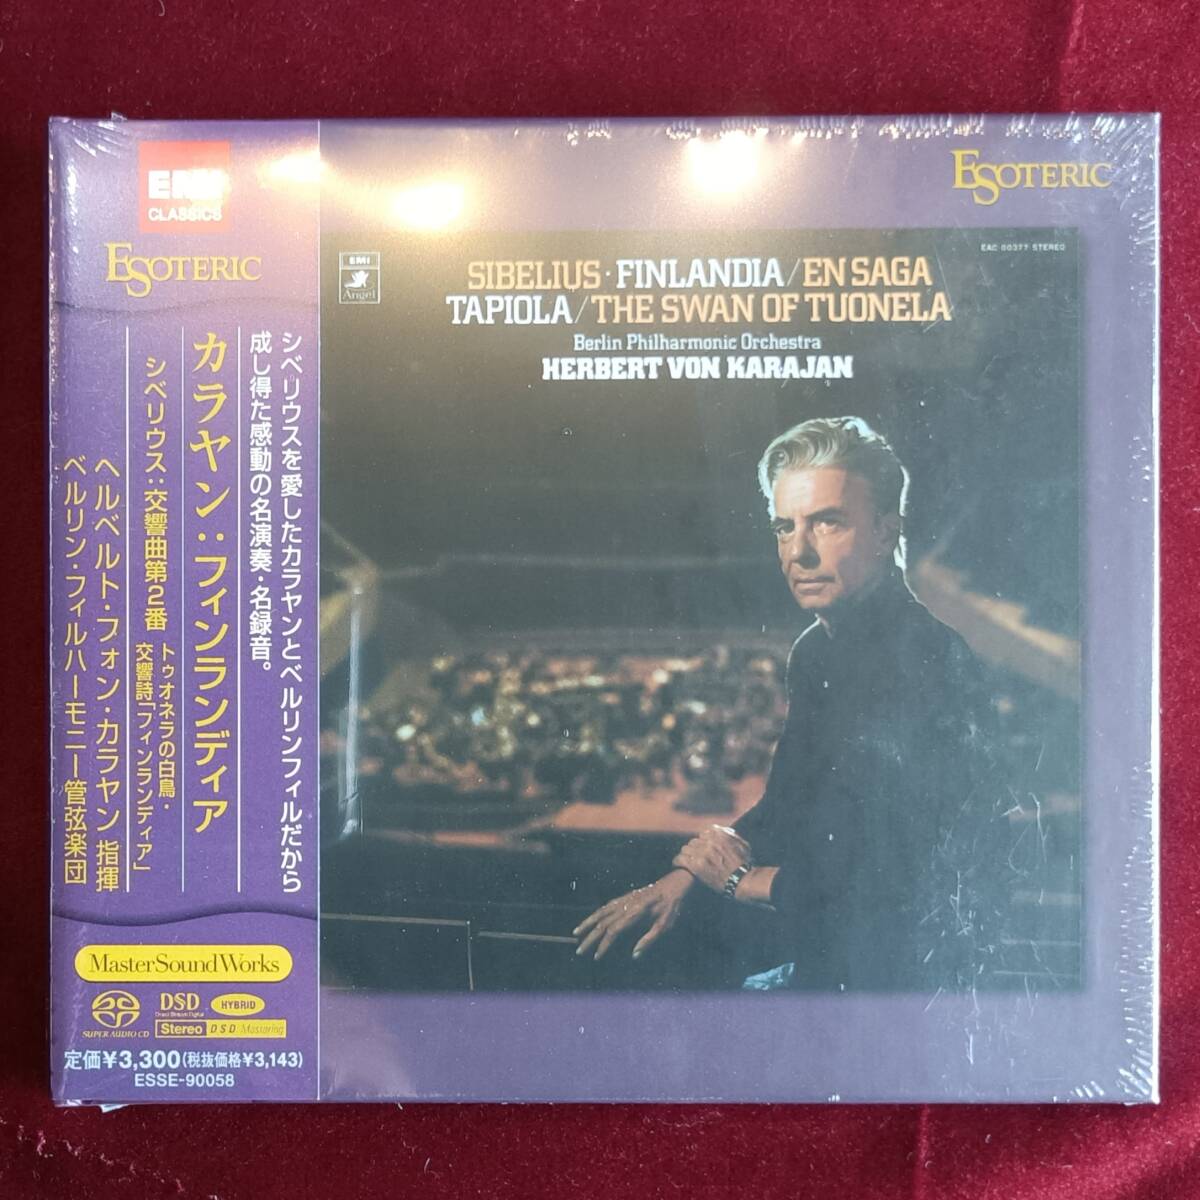 EMI
CLASSICS
ESOTERIC
シベリウスを愛したカラヤンとベルリンフィルだから
成し得た感動の名演奏・名録音。
カラヤン:フィンランディア
シベリウス:交響曲第2番
トゥオネラの白鳥・
交響詩「フィンランディア」
ヘルベルト・フォン・カラヤン 指揮
ベルリン・フィルハーモニー管弦楽団
MasterSoundWorks
SUPER AUDIO CD
DSD
Direct Stream Digital
HYBRID
Stereo DSD Mastering
定価¥3,300(税抜価格¥3,143)
ESSE-90058
ESOTERIC
EAC 80377 STEREO
EMI
Angel
SIBELIUS・FINLANDIA/EN SAGA
TAPIOLA/THE SWAN OF TUONELA
Berlin Philharmonic Orchestra
HERBERT VON KARAJAN